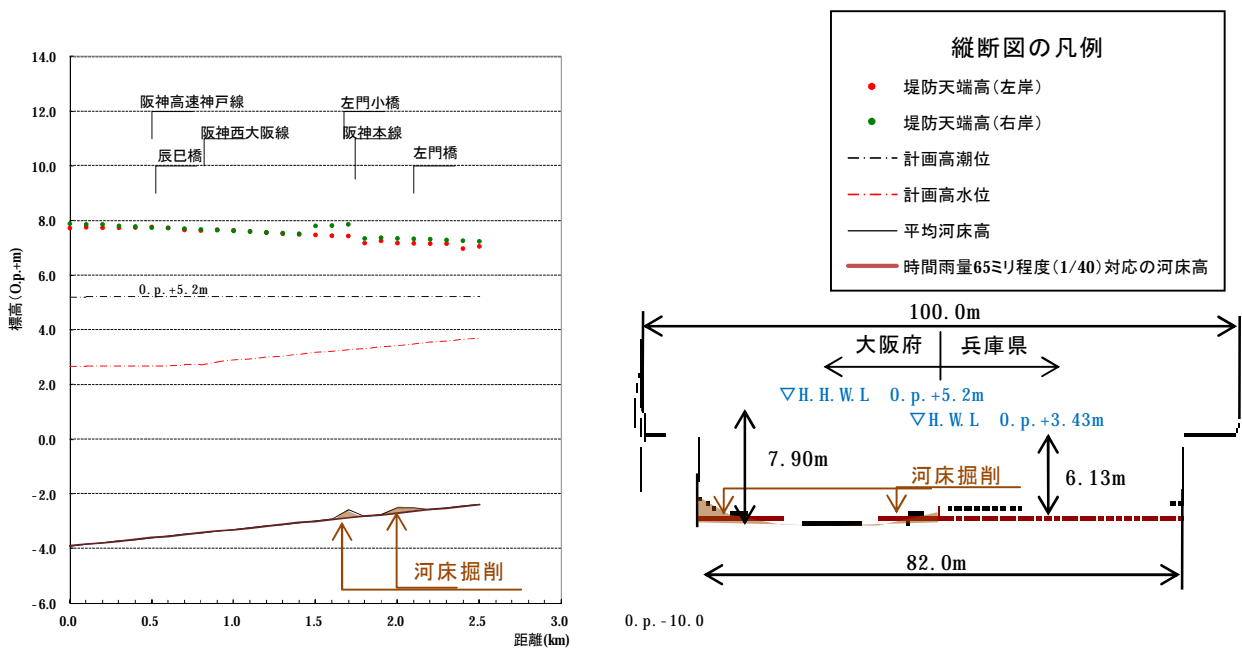 14.0
12.0
10.0
8.0
6.0
4.0
2.0
0.0
-2.0
-4.0
-6.0
標高(O.p.+m)
阪神高速神戸線
左門小橋
阪神西大阪線
阪神本線
辰巳橋
左門橋
O.p.+5.2m
河床掘削
0.0
0.5
1.0
1.5
2.0
2.5
3.0
距離(km)
縦断図の凡例
堤防天端高(左岸)
堤防天端高(右岸)
計画高潮位
計画高水位
平均河床高
時間雨量65ミリ程度(1/40)対応の河床高
100.0m
大阪府
兵庫県
▽H.H.W.L O.p.+5.2m
▽H.W.L O.p.+3.43m
7.90m
河床掘削
6.13m
82.0m
O.p.-10.0